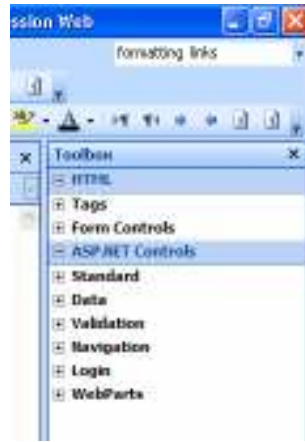 ssion Web
formatting links
Toolbox
HTML
Tags
Form Controls
ASP.NET Controls
Standard
Data
Validation
Navigation
Login
WebParts